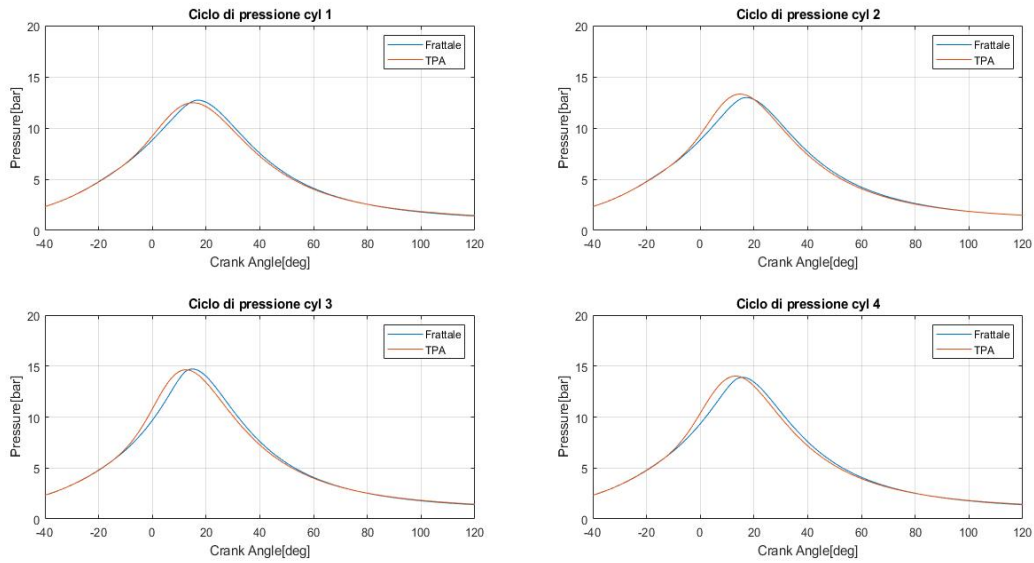 Ciclo di pressione cyl 1
20
15
10
5
0
Pressure[bar]
-40 -20 0 20 40 60 80 100 120
Crank Angle[deg]
Frattale
TPA
Ciclo di pressione cyl 2
20
15
10
5
0
Pressure[bar]
-40 -20 0 20 40 60 80 100 120
Crank Angle[deg]
Frattale
TPA
Ciclo di pressione cyl 3
20
15
10
5
0
Pressure[bar]
-40 -20 0 20 40 60 80 100 120
Crank Angle[deg]
Frattale
TPA
Ciclo di pressione cyl 4
20
15
10
5
0
Pressure[bar]
-40 -20 0 20 40 60 80 100 120
Crank Angle[deg]
Frattale
TPA